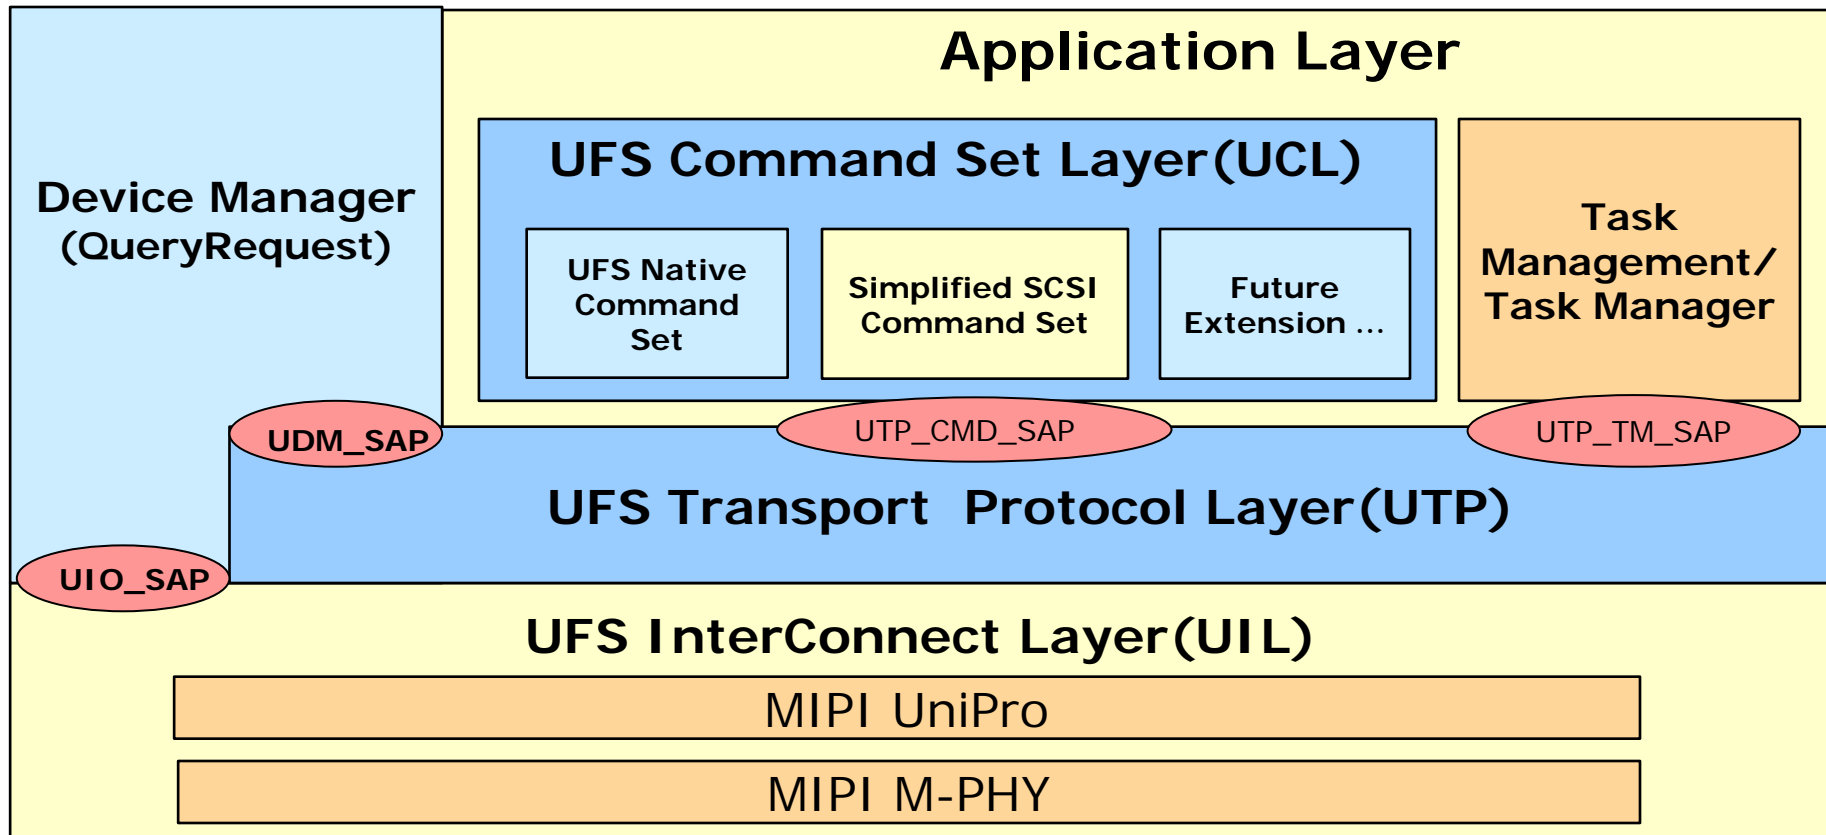 Application Layer
Device Manager
(QueryRequest)
UFS Command Set Layer(UCL)
UFS Native
Command
Set
Simplified SCSI
Command Set
Future
Extension ...
Task
Management/
Task Manager
UDM_SAP
UTP_CMD_SAP
UTP_TM_SAP
UFS Transport Protocol Layer(UTP)
UIO_SAP
UFS InterConnect Layer(UIL)
MIPI UniPro
MIPI M-PHY